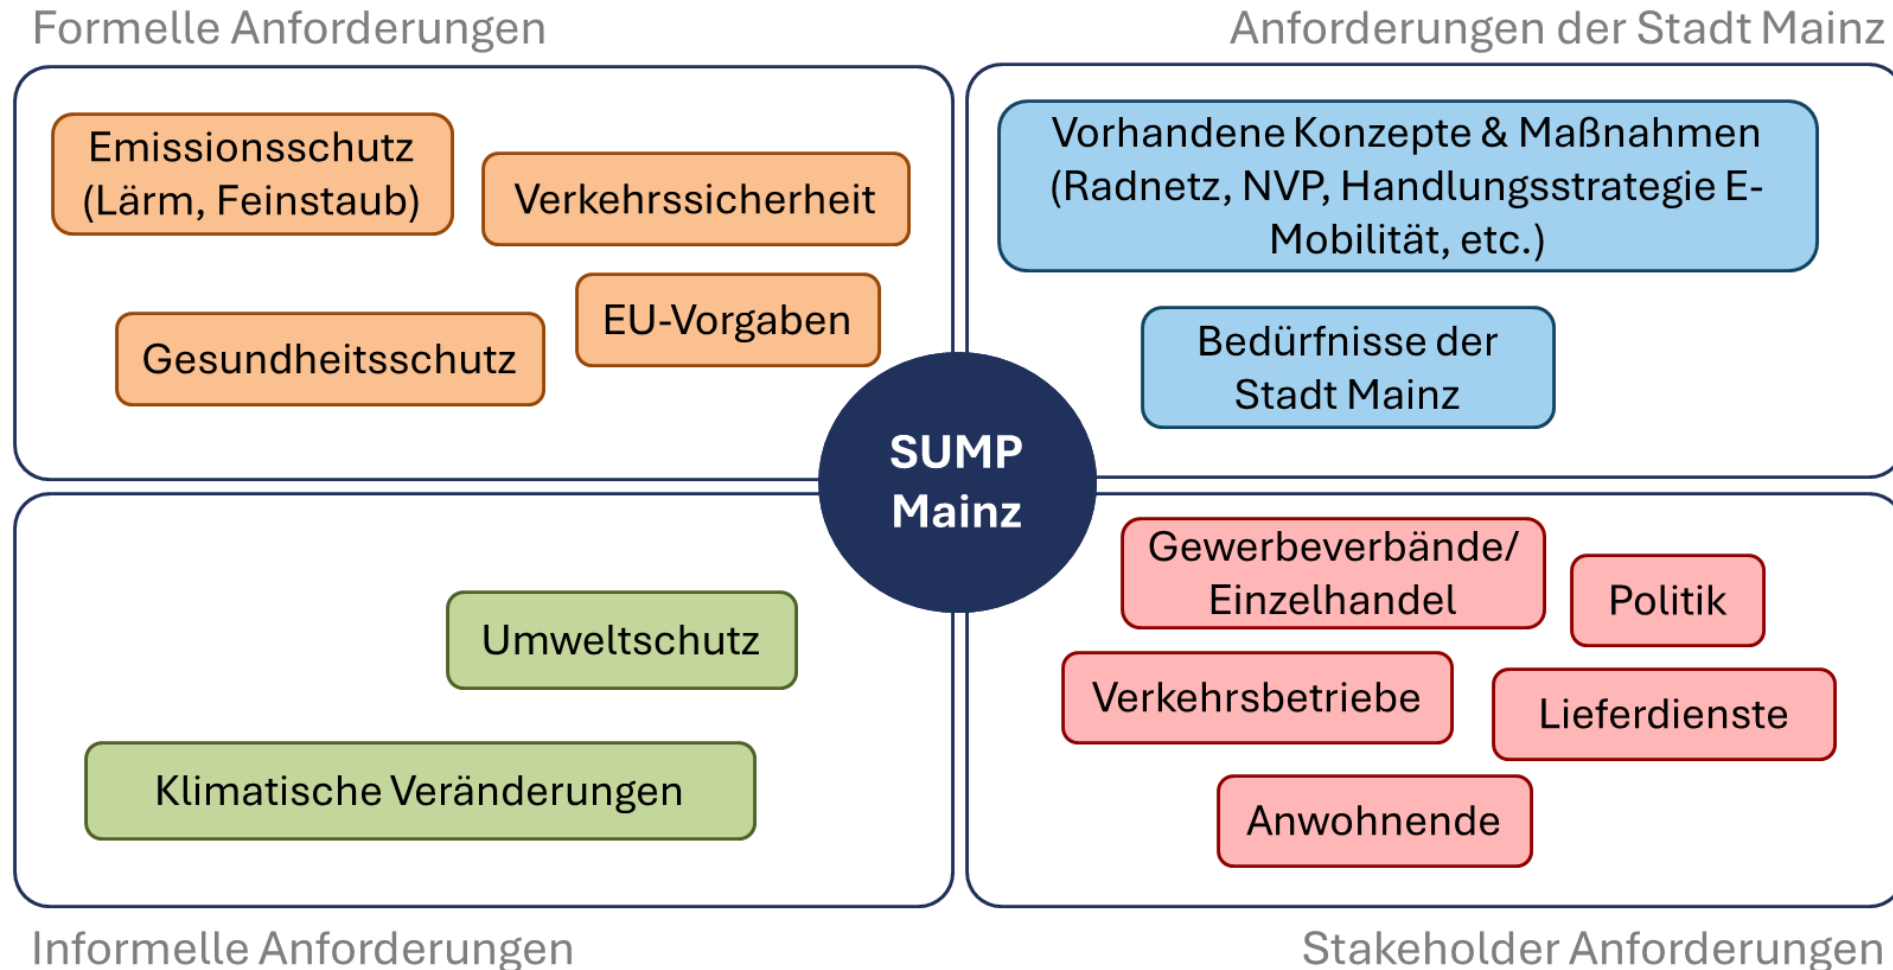 Formelle Anforderungen
Anforderungen der Stadt Mainz
Emissionsschutz
(Lärm, Feinstaub)
Verkehrssicherheit
EU-Vorgaben
Gesundheitsschutz
Vorhandene Konzepte & Maßnahmen
(Radnetz, NVP, Handlungsstrategie E-
Mobilität, etc.)
Bedürfnisse der
Stadt Mainz
SUMP
Mainz
Umweltschutz
Klimatische Veränderungen
Gewerbeverbände/
Einzelhandel
Politik
Verkehrsbetriebe
Lieferdienste
Anwohnende
Informelle Anforderungen
Stakeholder Anforderungen